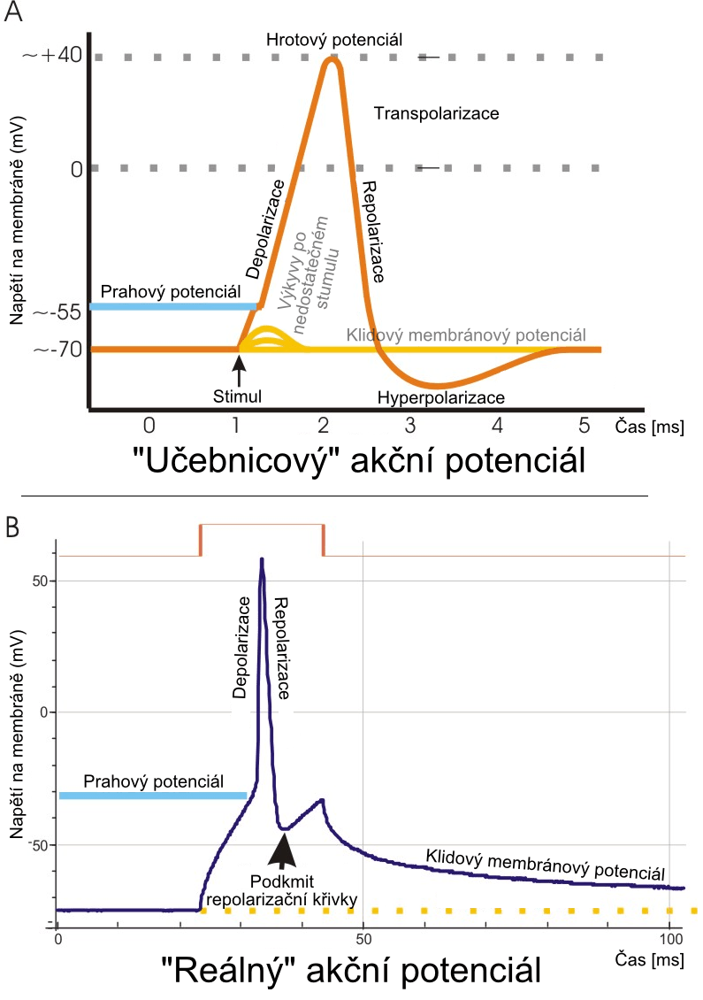 A
Hrotový potenciál
~+40
Transpolarizace
0
Napětí na membráně (mV)
Depolarizace
Repolarizace
Výkyvy po
nedostatečném
stumulu
Prahový potenciál
~-55
Klidový membránový potenciál
~-70
Stimul
Hyperpolarizace
0 1 2 3 4 5 Čas [ms]
"Učebnicový" akční potenciál
B
50
Depolarizace
Repolarizace
Napětí na membráně (mV)
0
Prahový potenciál
-50
Klidový membránový potenciál
Podkmit
repolarizační křivky
0 50 100
Čas [ms]
"Reálný" akční potenciál